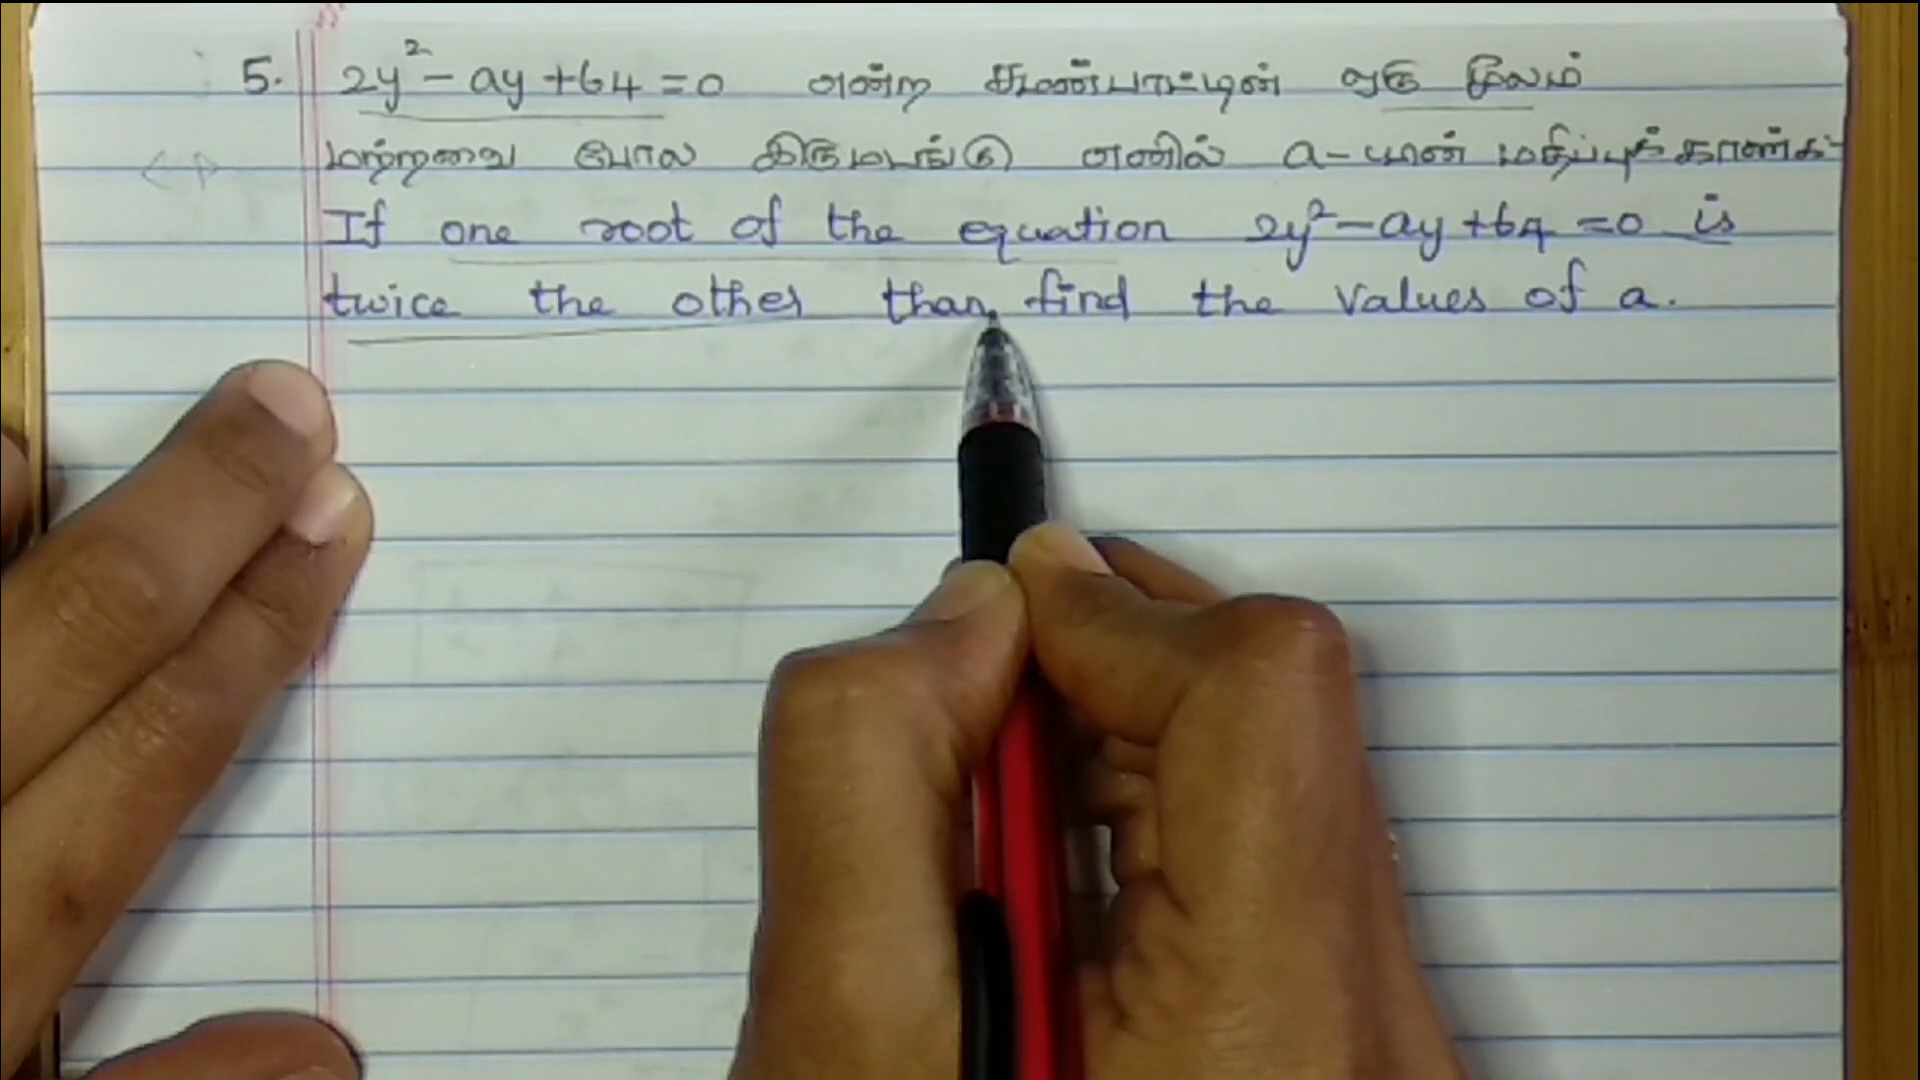 5. 2y² - ay + 64 = 0 என்ற சமன்பாட்டின் ஒரு மூலம்
மற்றவை போல இருமடங்கு எனில் a-யின் மதிப்புக் காண்க
If one root of the equation 2y² - ay + 64 = 0 is
twice the other than find the values of a.